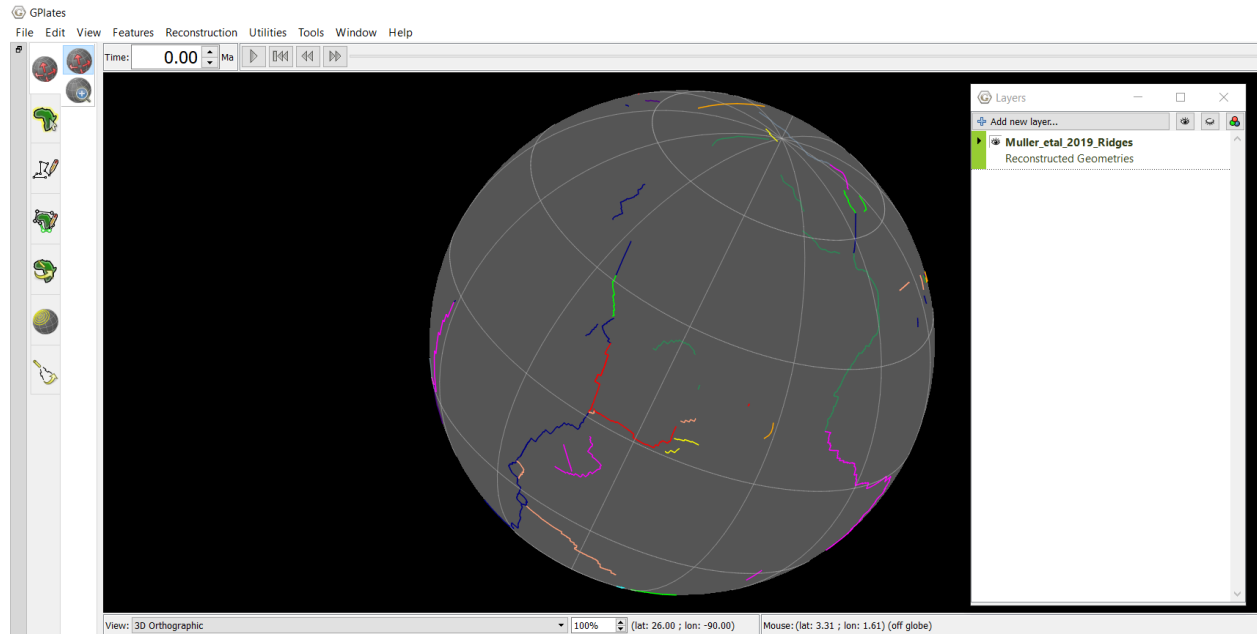 GPlates
File Edit View Features Reconstruction Utilities Tools Window Help
Time: 0.00 Ma
Layers
Add new layer...
Muller_etal_2019_Ridges
Reconstructed Geometries
View: 3D Orthographic 100% (lat: 26.00 ; lon: -90.00) Mouse: (lat: 3.31 ; lon: 1.61) (off globe)